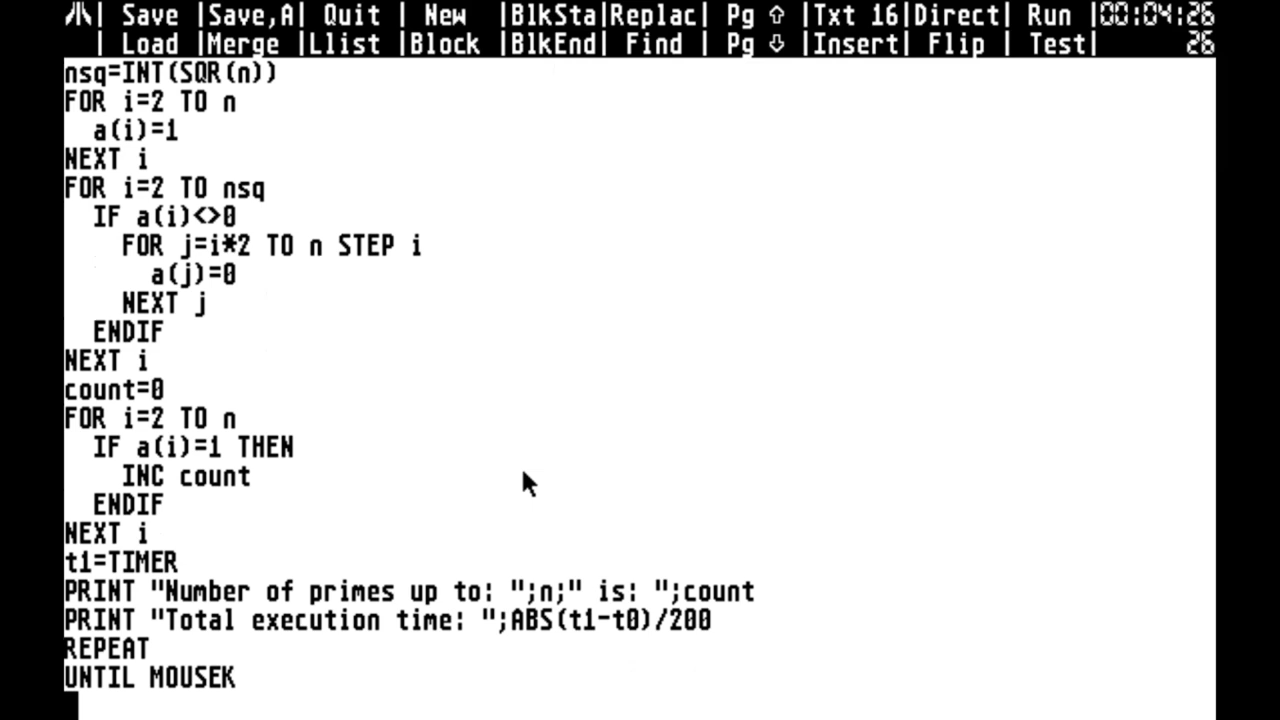 | Save |Save,A| Quit | New |BlkSta|Replac| Pg ⇧ |Txt 16|Direct| Run |00:04:26
| Load |Merge |Llist |Block |BlkEnd| Find | Pg ⇩ |Insert| Flip | Test| 26
nsq=INT(SQR(n))
FOR i=2 TO n
  a(i)=1
NEXT i
FOR i=2 TO nsq
  IF a(i)<>0
    FOR j=i*2 TO n STEP i
      a(j)=0
    NEXT j
  ENDIF
NEXT i
count=0
FOR i=2 TO n
  IF a(i)=1 THEN
    INC count
  ENDIF
NEXT i
t1=TIMER
PRINT "Number of primes up to: ";n;" is: ";count
PRINT "Total execution time: ";ABS(t1-t0)/200
REPEAT
UNTIL MOUSEK